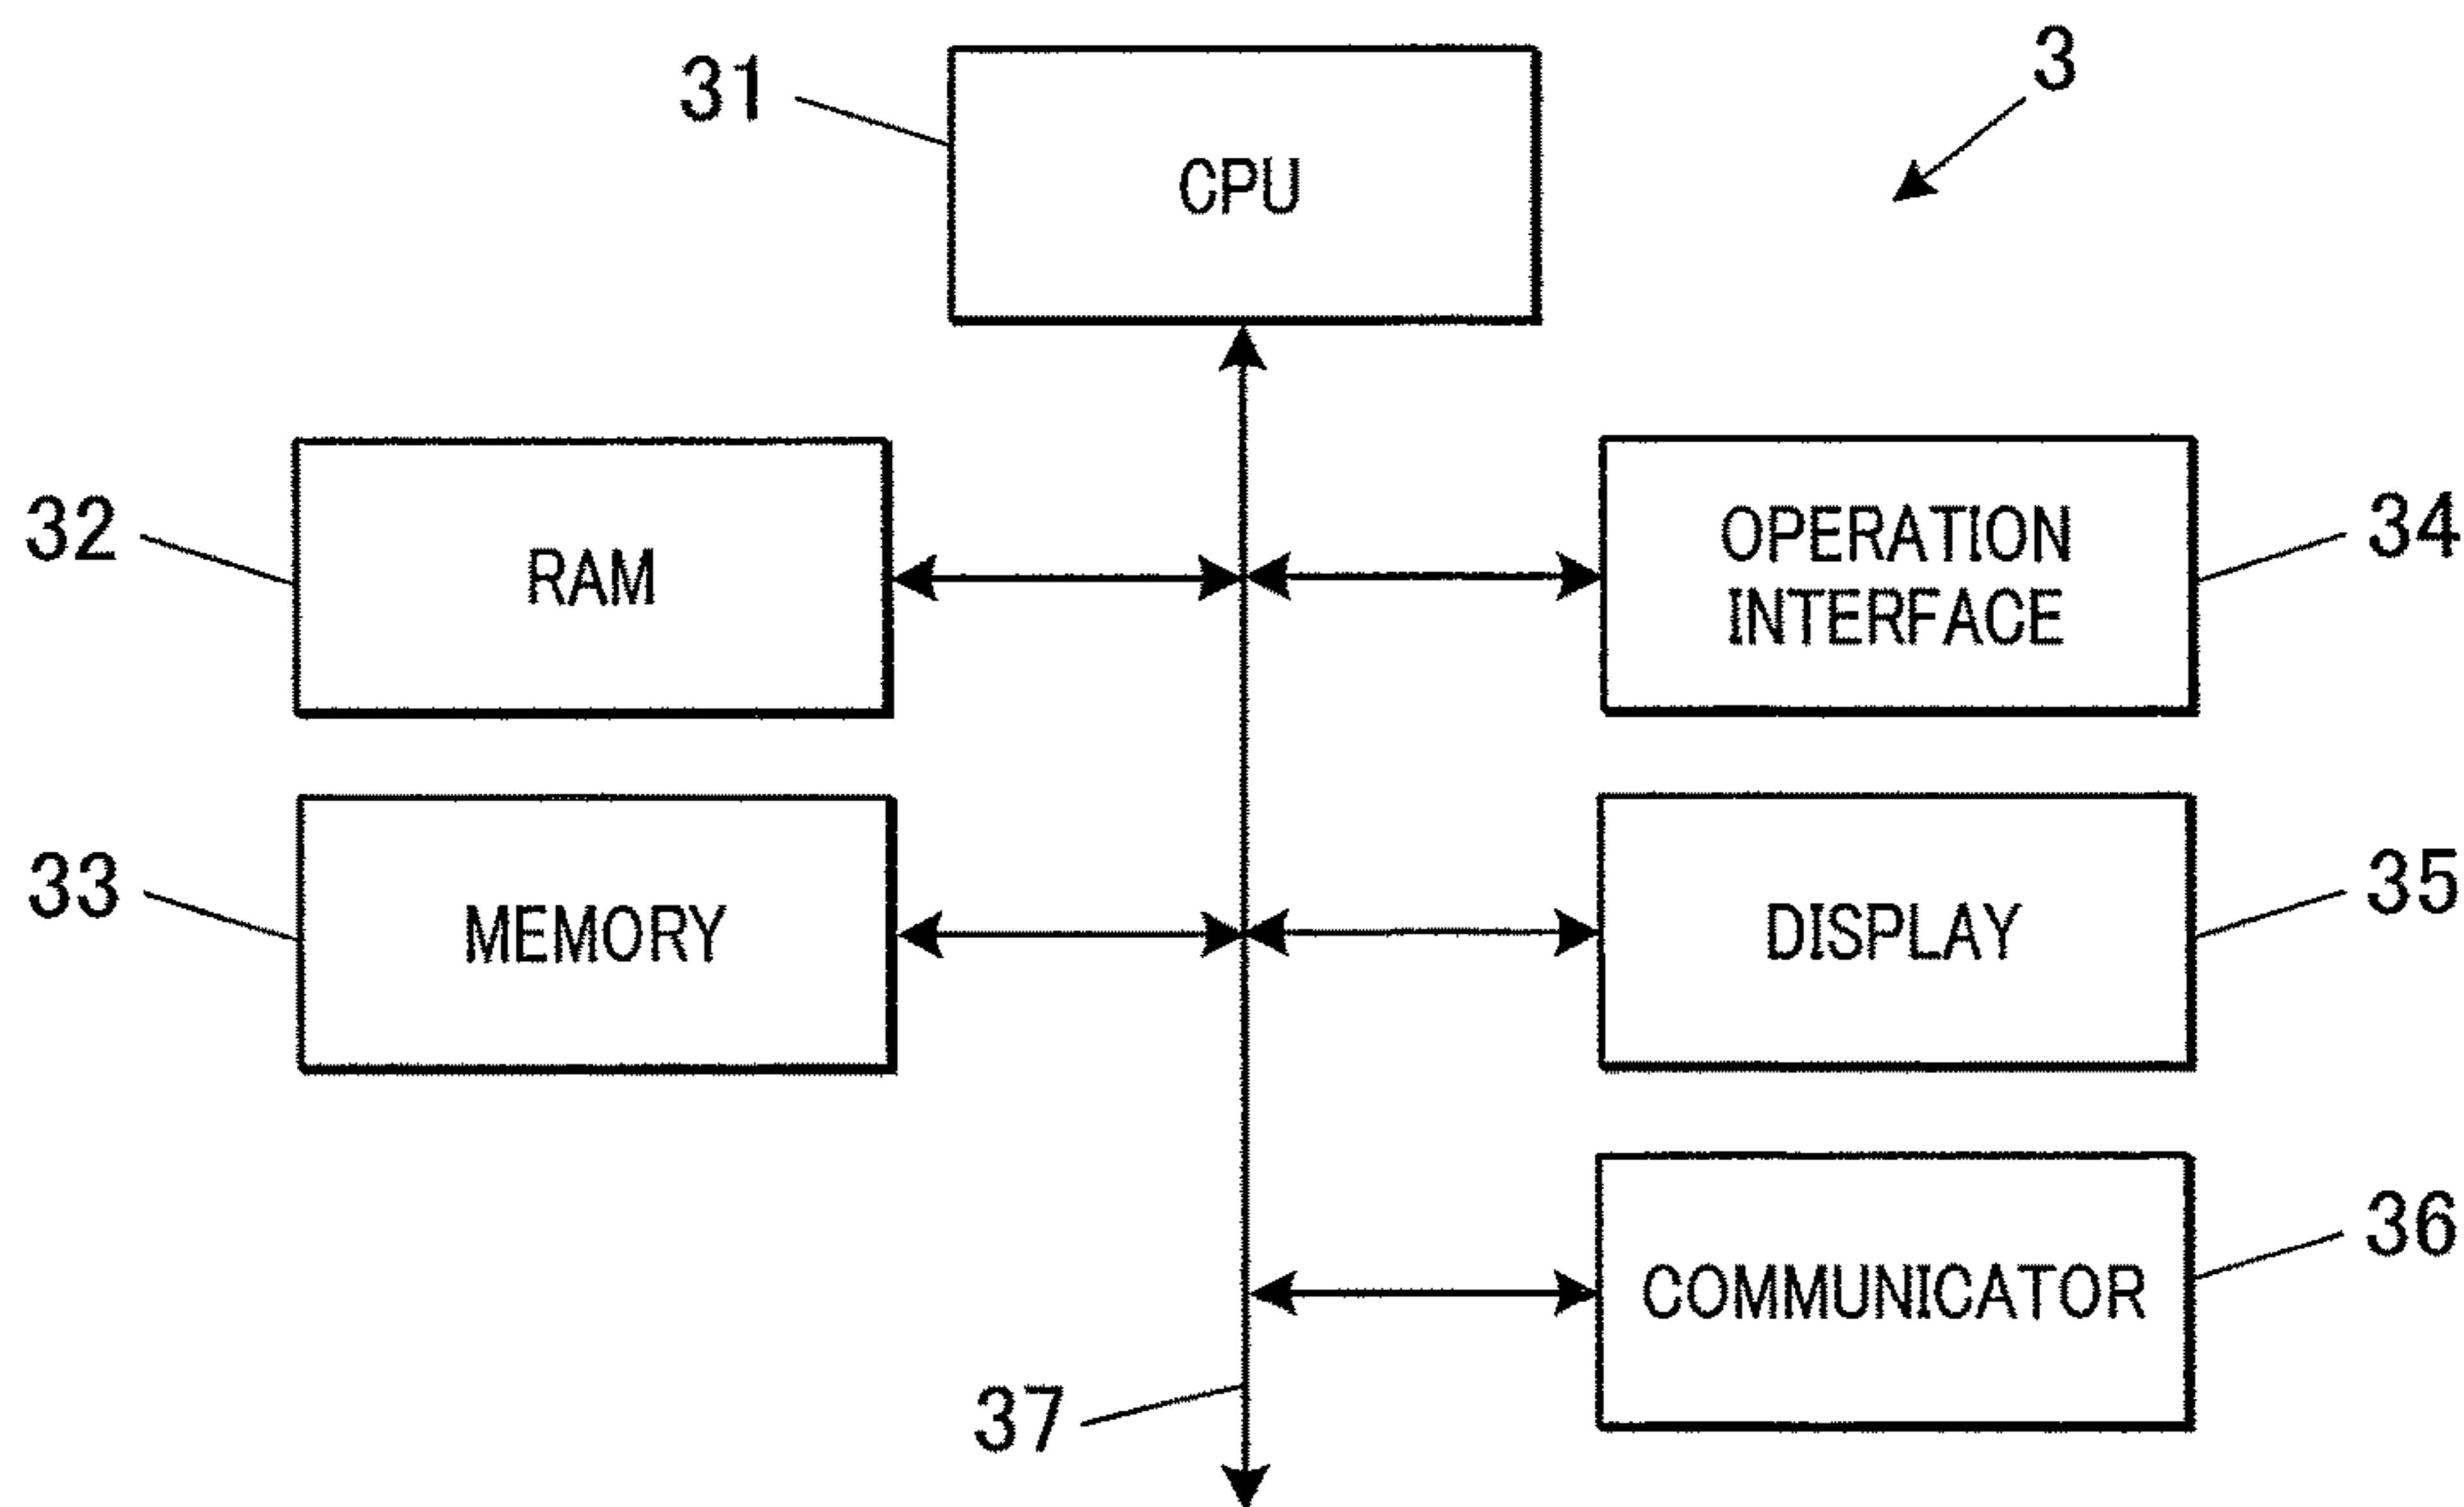 3
31
CPU
32
RAM
34
OPERATION
INTERFACE
33
MEMORY
35
DISPLAY
36
COMMUNICATOR
37